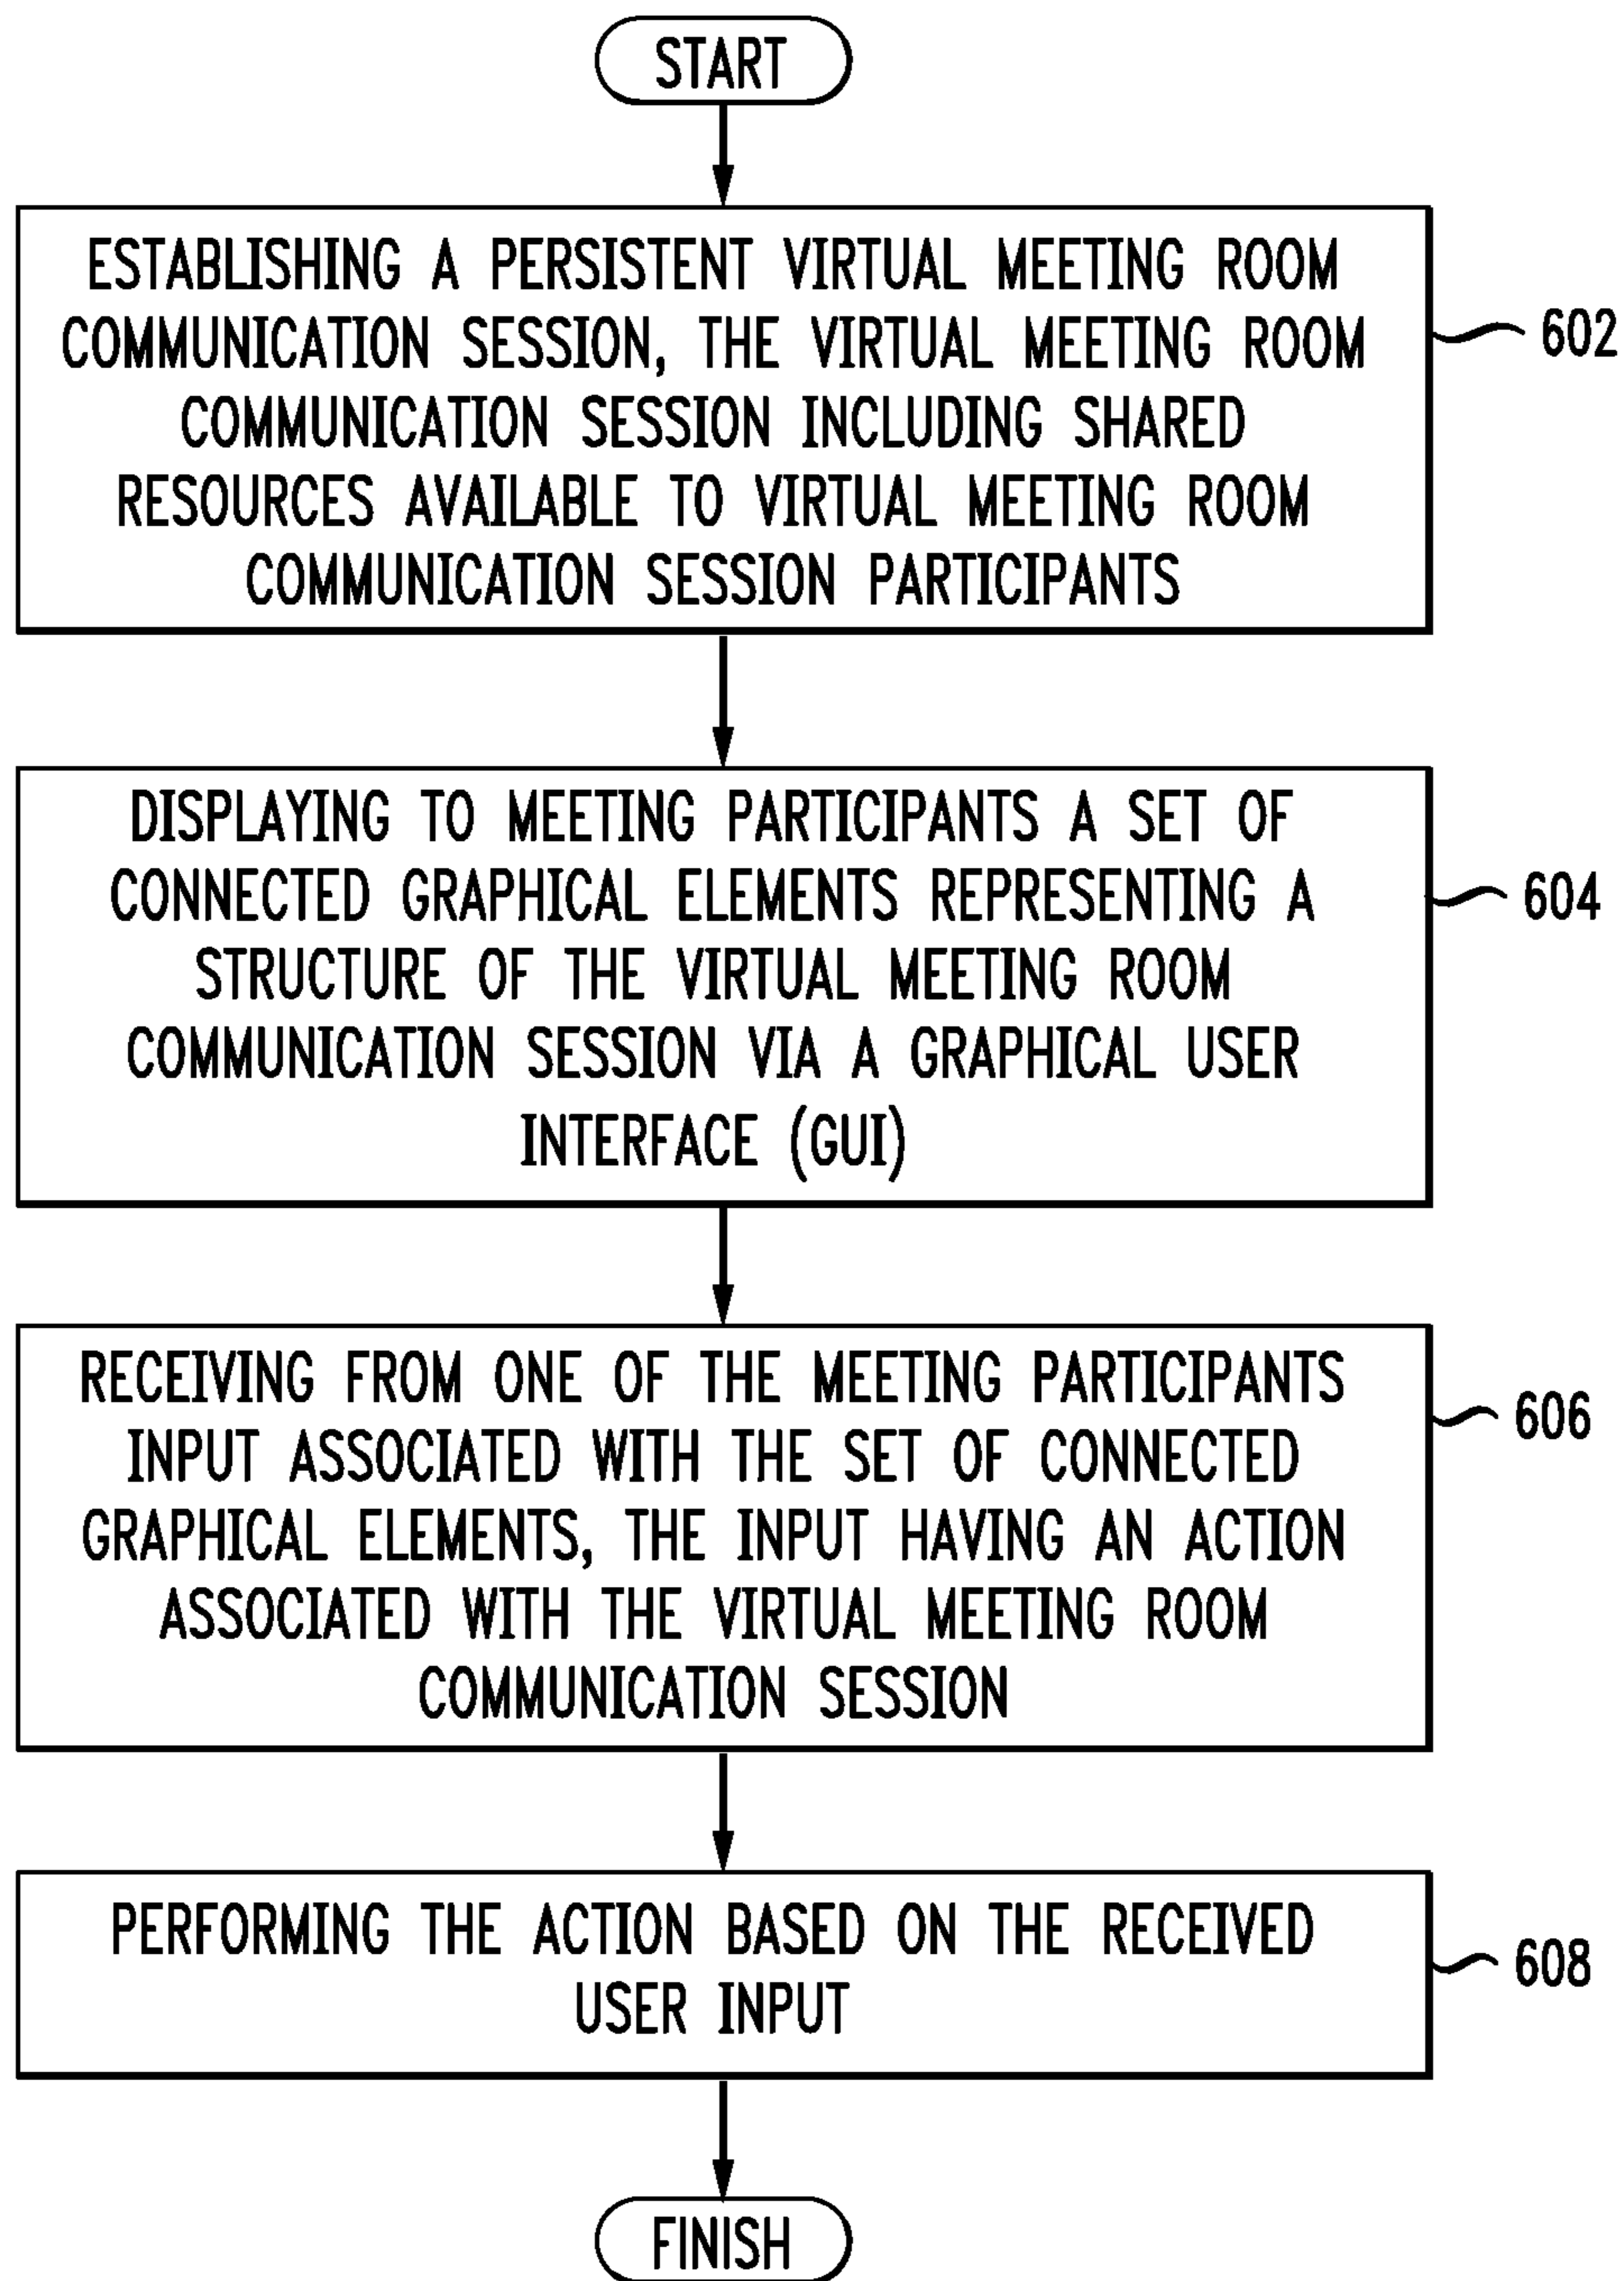 START
ESTABLISHING A PERSISTENT VIRTUAL MEETING ROOM
COMMUNICATION SESSION, THE VIRTUAL MEETING ROOM
COMMUNICATION SESSION INCLUDING SHARED
RESOURCES AVAILABLE TO VIRTUAL MEETING ROOM
COMMUNICATION SESSION PARTICIPANTS
602
DISPLAYING TO MEETING PARTICIPANTS A SET OF
CONNECTED GRAPHICAL ELEMENTS REPRESENTING A
STRUCTURE OF THE VIRTUAL MEETING ROOM
COMMUNICATION SESSION VIA A GRAPHICAL USER
INTERFACE (GUI)
604
RECEIVING FROM ONE OF THE MEETING PARTICIPANTS
INPUT ASSOCIATED WITH THE SET OF CONNECTED
GRAPHICAL ELEMENTS, THE INPUT HAVING AN ACTION
ASSOCIATED WITH THE VIRTUAL MEETING ROOM
COMMUNICATION SESSION
606
PERFORMING THE ACTION BASED ON THE RECEIVED
USER INPUT
608
FINISH